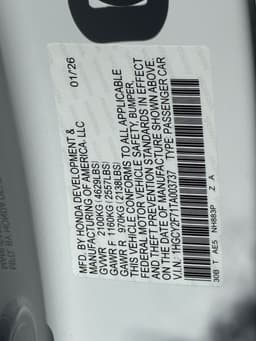 01/26
MFD. BY HONDA DEVELOPMENT &
MANUFACTURING OF AMERICA, LLC
GVWR 2100KG(4629LBS)
GAWR F 1160KG(2557LBS)
GAWR R 970KG(2138LBS)
THIS VEHICLE CONFORMS TO ALL APPLICABLE
FEDERAL MOTOR VEHICLE SAFETY, BUMPER,
AND THEFT PREVENTION STANDARDS IN EFFECT
ON THE DATE OF MANUFACTURE SHOWN ABOVE.
V.I.N.: 1HGCY2F71TA003737 TYPE:PASSENGER CAR
30B T AE5 NH883P Z A